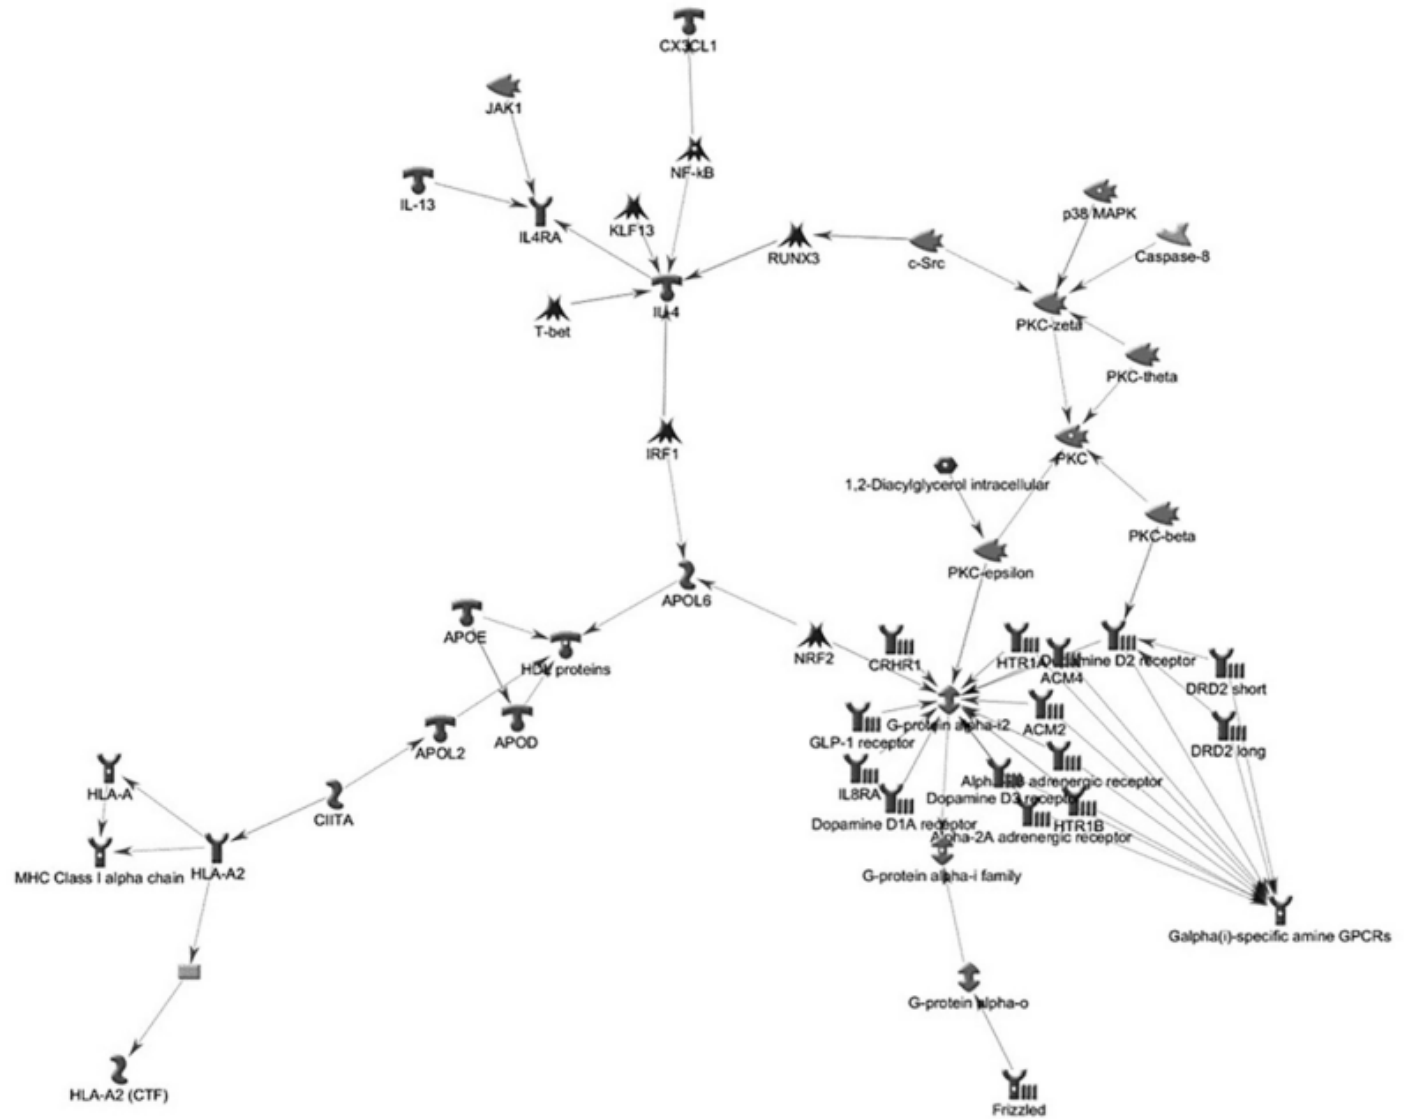 CX3CL1
JAK1
NF-kB
IL-13
IL4RA
KLF13
p38 MAPK
RUNX3
c-Src
Caspase-8
IL-4
T-bet
PKC-zeta
PKC-theta
IRF1
PKC
1,2-Diacylglycerol intracellular
PKC-beta
PKC-epsilon
APOL6
APOE
NRF2
CRHR1
HTR1A
Dopamine D2 receptor
HDL proteins
ACM4
DRD2 short
G-protein alpha-i2
ACM2
GLP-1 receptor
APOD
APOL2
DRD2 long
HLA-A
IL8RA
adrenergic receptor
Dopamine D3 receptor
CIITA
Dopamine D1A receptor
HTR1B
Alpha-2A adrenergic receptor
MHC Class I alpha chain
HLA-A2
G-protein alpha-i family
Galpha(i)-specific amine GPCRs
G-protein alpha-o
HLA-A2 (CTF)
Frizzled